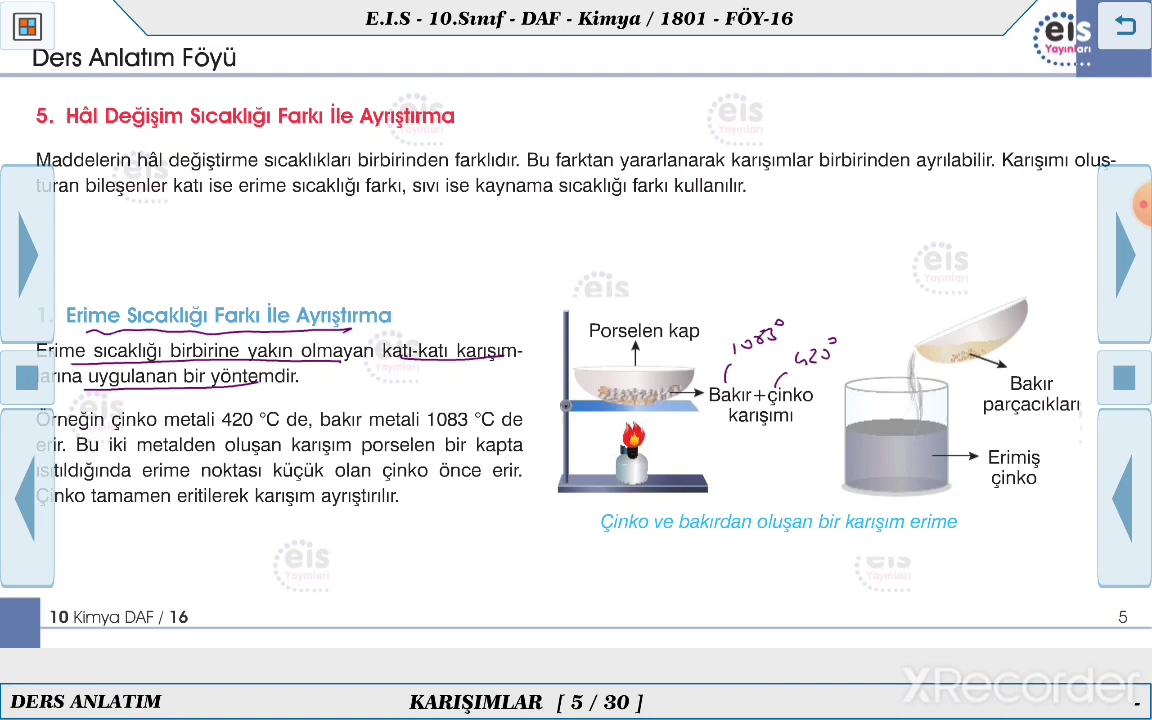 E.I.S - 10.Sınıf - DAF - Kimya / 1801 - FÖY-16
Ders Anlatım Föyü
eis
Yayınları
5. Hâl Değişim Sıcaklığı Farkı İle Ayrıştırma
Maddelerin hâl değiştirme sıcaklıkları birbirinden farklıdır. Bu farktan yararlanarak karışımlar birbirinden ayrılabilir. Karışımı oluş-
turan bileşenler katı ise erime sıcaklığı farkı, sıvı ise kaynama sıcaklığı farkı kullanılır.
1. Erime Sıcaklığı Farkı İle Ayrıştırma
Erime sıcaklığı birbirine yakın olmayan katı-katı karışım-
larına uygulanan bir yöntemdir.
Örneğin çinko metali 420 °C de, bakır metali 1083 °C de
erir. Bu iki metalden oluşan karışım porselen bir kapta
ısıtıldığında erime noktası küçük olan çinko önce erir.
Çinko tamamen eritilerek karışım ayrıştırılır.
Porselen kap
1083°
420°
Bakır+çinko
karışımı
Bakır
parçacıkları
Erimiş
çinko
Çinko ve bakırdan oluşan bir karışım erime
10 Kimya DAF / 16
5
XRecorder
DERS ANLATIM
KARIŞIMLAR [ 5 / 30 ]
-